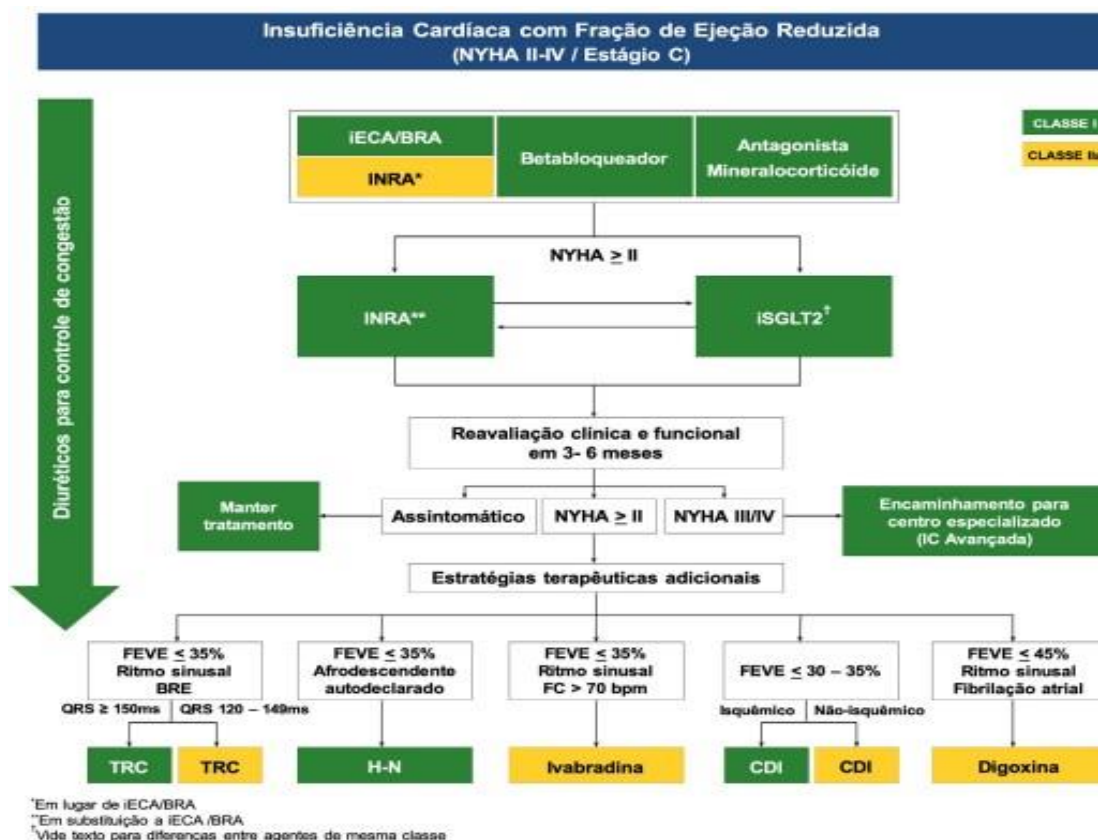 Insuficiência Cardíaca com Fração de Ejeção Reduzida
(NYHA II-IV / Estágio C)
Diuréticos para controle de congestão
iECA/BRA
INRA*
Betabloqueador
Antagonista
Mineralocorticóide
CLASSE I
CLASSE IIa
NYHA ≥ II
INRA**
iSGLT2†
Reavaliação clínica e funcional
em 3- 6 meses
Manter
tratamento
Assintomático
NYHA ≥ II
NYHA III/IV
Encaminhamento para
centro especializado
(IC Avançada)
Estratégias terapêuticas adicionais
FEVE ≤ 35%
Ritmo sinusal
BRE
FEVE ≤ 35%
Afrodescendente
autodeclarado
FEVE ≤ 35%
Ritmo sinusal
FC > 70 bpm
FEVE ≤ 30 – 35%
FEVE ≤ 45%
Ritmo sinusal
Fibrilação atrial
QRS ≥ 150ms
QRS 120 – 149ms
Isquêmico
Não-isquêmico
TRC
TRC
H-N
Ivabradina
CDI
CDI
Digoxina
*Em lugar de iECA/BRA
**Em substituição a iECA /BRA
†Vide texto para diferenças entre agentes de mesma classe